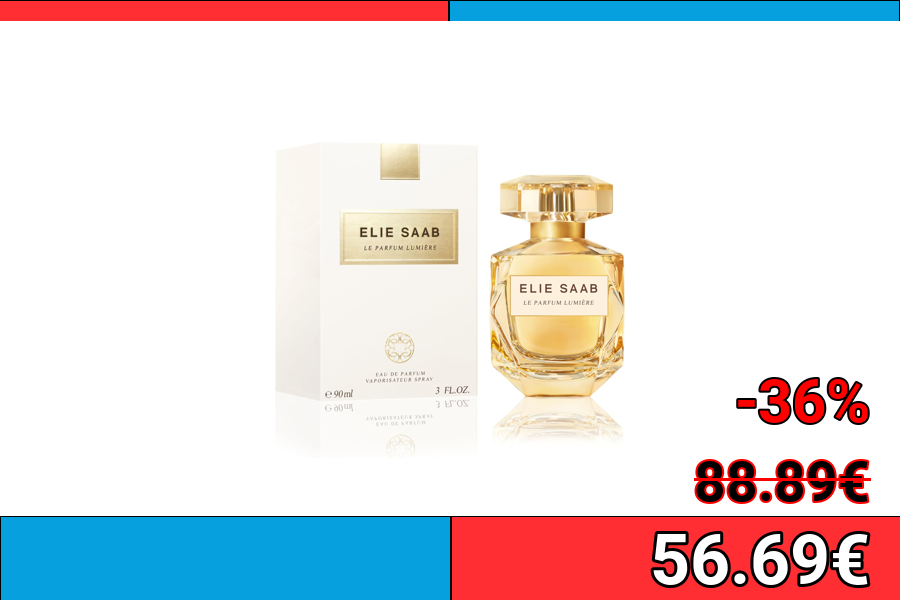 ELIE SAAB
LE PARFUM LUMIÈRE
EAU DE PARFUM
VAPORISATEUR SPRAY
℮ 90 ml 3 FL.OZ.
ELIE SAAB
LE PARFUM LUMIÈRE
-36%
88.89€
56.69€